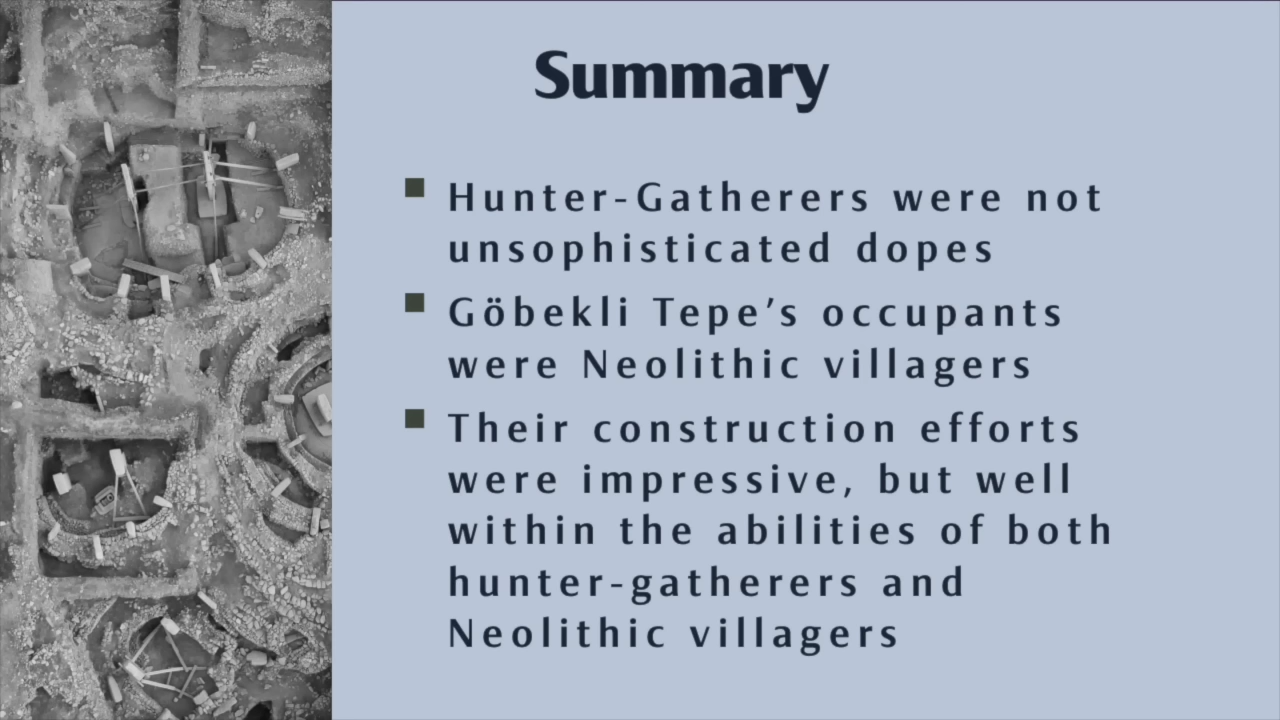 Summary
Hunter-Gatherers were not
unsophisticated dopes
Göbekli Tepe’s occupants
were Neolithic villagers
Their construction efforts
were impressive, but well
within the abilities of both
hunter-gatherers and
Neolithic villagers